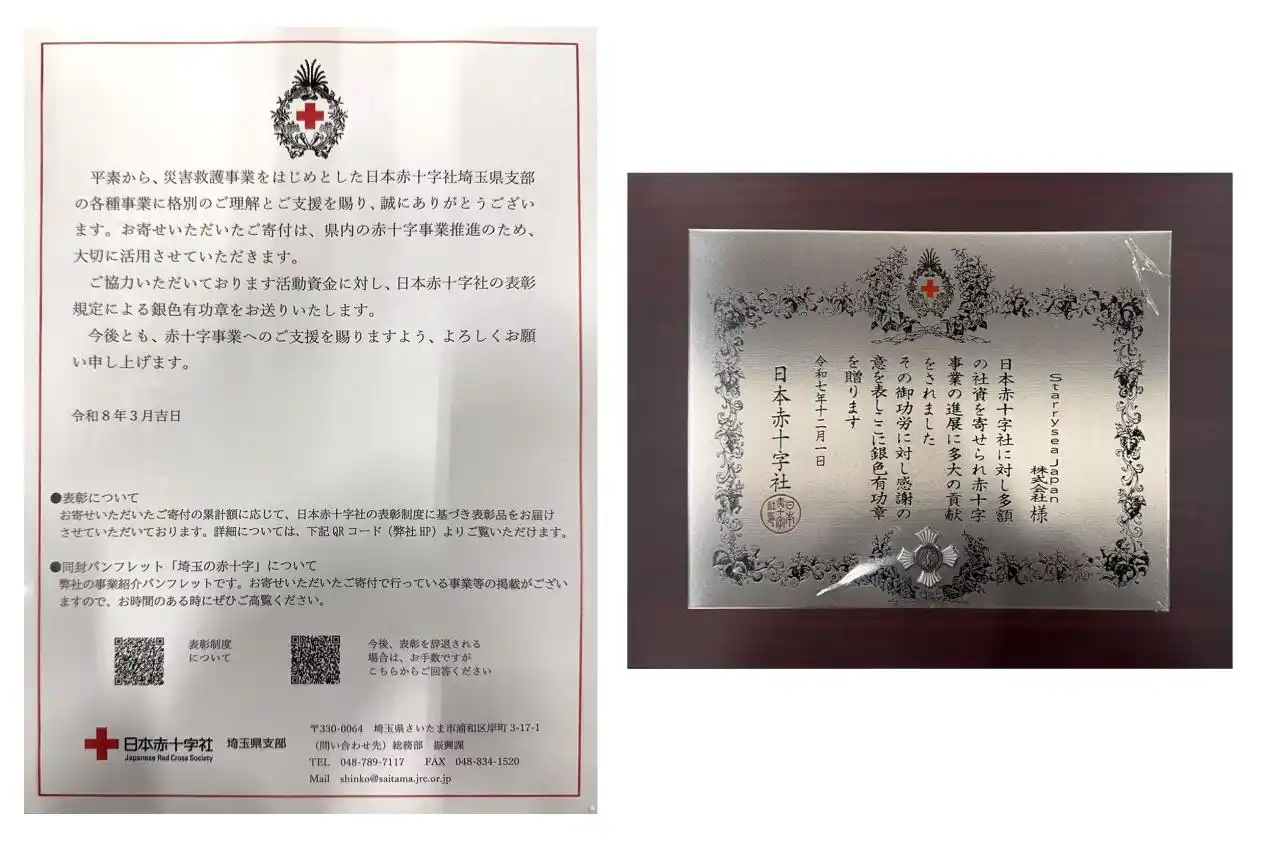 平素から、災害救護事業をはじめとした日本赤十字社埼玉県支部
の各種事業に格別のご理解とご支援を賜り、誠にありがとうござい
ます。お寄せいただいたご寄付は、県内の赤十字事業推進のため、
大切に活用させていただきます。
ご協力いただいております活動資金に対し、日本赤十字社の表彰
規定による銀色有功章をお送りいたします。
今後とも、赤十字事業へのご支援を賜りますよう、よろしくお願
い申し上げます。
令和８年３月吉日
●表彰について
お寄せいただいたご寄付の累計額に応じて、日本赤十字社の表彰制度に基づき表彰品をお届け
させていただいております。詳細については、下記 QR コード（弊社 HP）よりご覧いただけます。
●同封パンフレット「埼玉の赤十字」について
弊社の事業紹介パンフレットです。お寄せいただいたご寄付で行っている事業等の掲載がござい
ますので、お時間のある時にぜひご高覧ください。
表彰制度
について
今後、表彰を辞退される
場合は、お手数ですが
こちらからご回答ください
日本赤十字社 埼玉県支部
Japanese Red Cross Society
〒330-0064 埼玉県さいたま市浦和区岸町 3-17-1
（問い合わせ先）総務部 振興課
TEL 048-789-7117 FAX 048-834-1520
Mail shinko@saitama.jrc.or.jp
Starrysea Japan
株式会社 様
日本赤十字社に対し多額
の社資を寄せられ赤十字
事業の進展に多大の貢献
をされました
その御功労に対し感謝の
意を表しここに銀色有功章
を贈ります
令和七年十二月一日
日本赤十字社